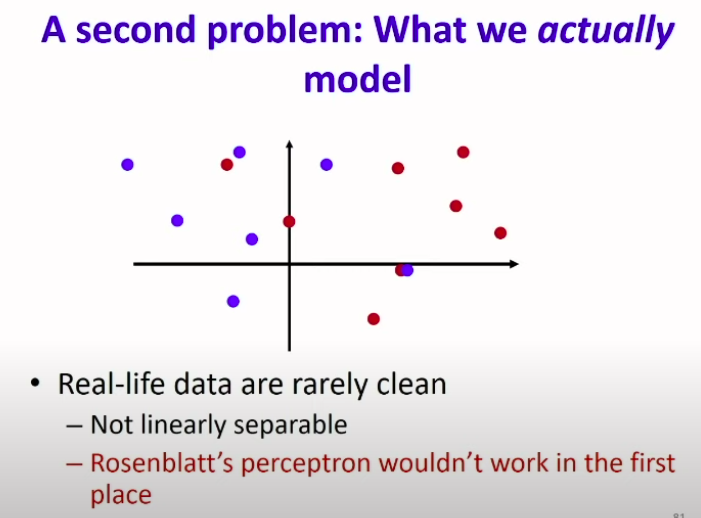 A second problem: What we actually
model
• Real-life data are rarely clean
– Not linearly separable
– Rosenblatt's perceptron wouldn't work in the first
place